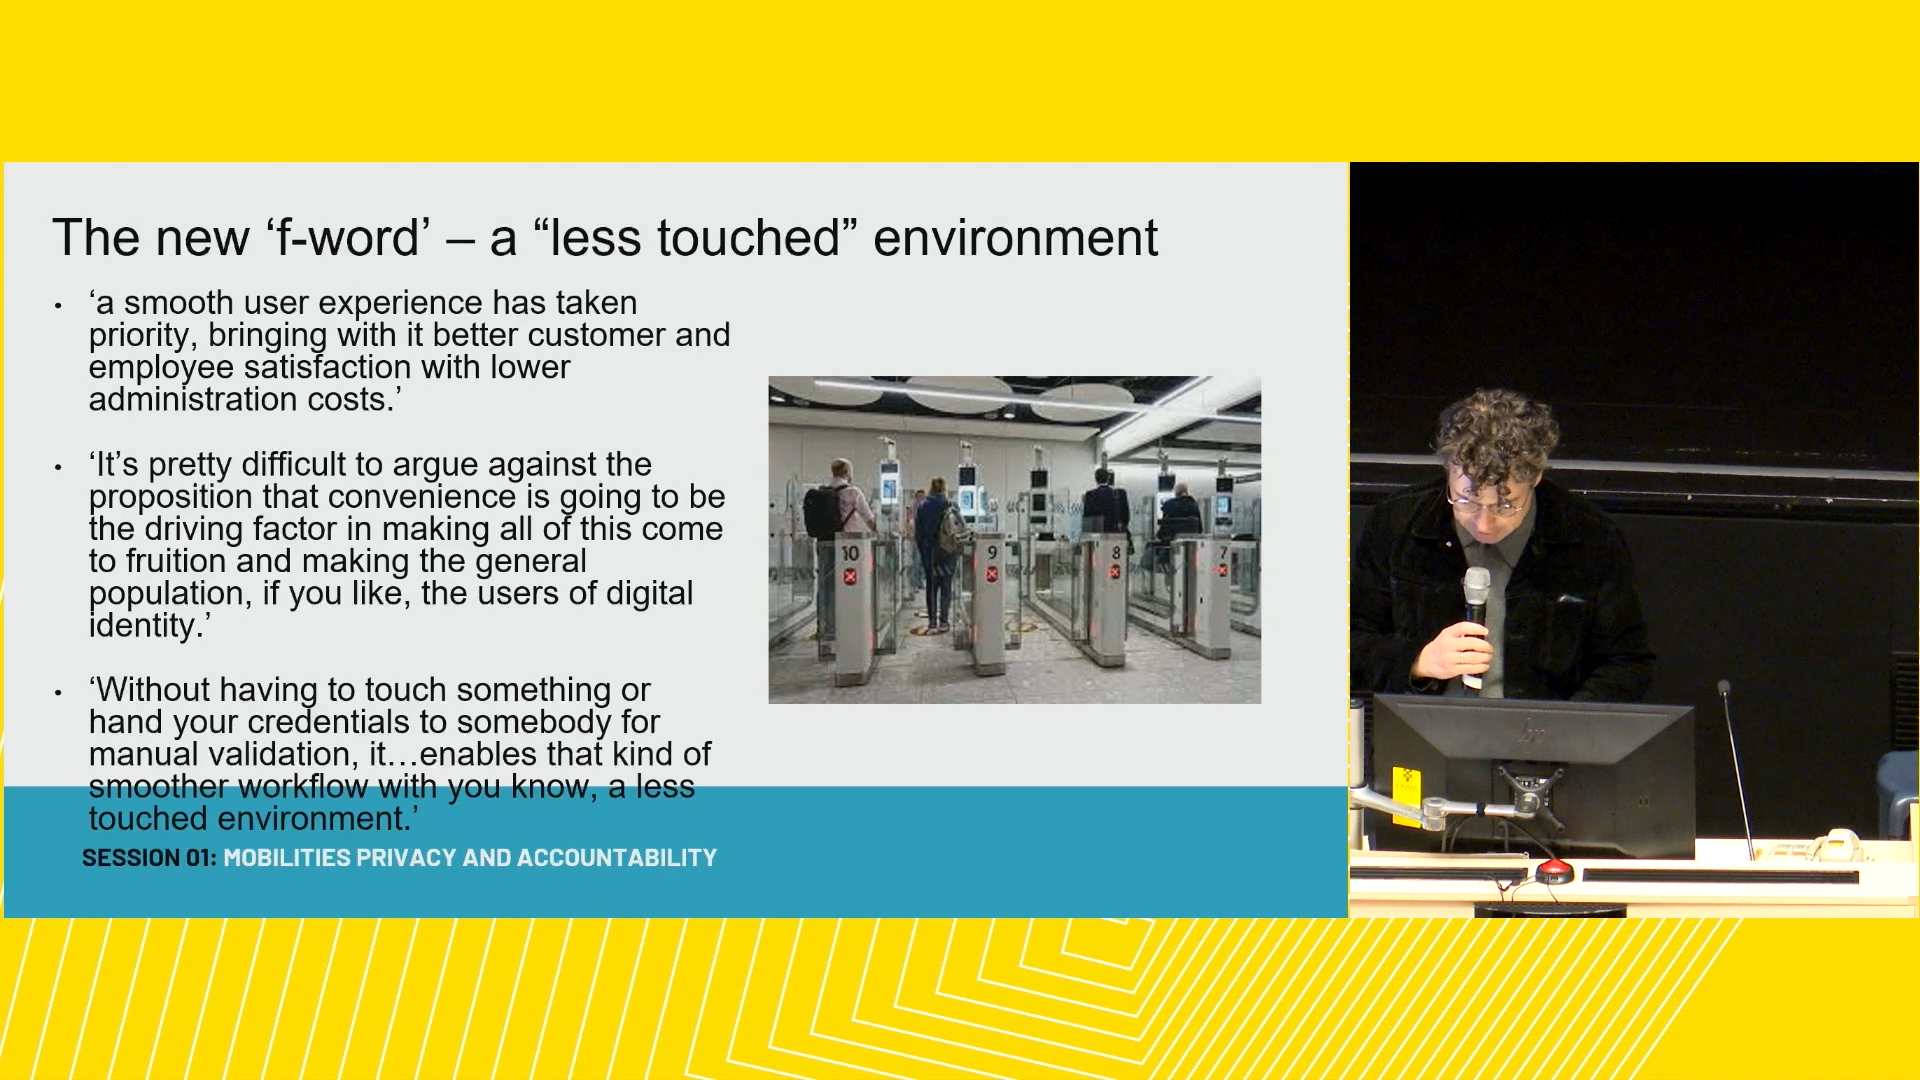 The new ‘f-word’ – a “less touched” environment
• ‘a smooth user experience has taken
priority, bringing with it better customer and
employee satisfaction with lower
administration costs.’
• ‘It’s pretty difficult to argue against the
proposition that convenience is going to be
the driving factor in making all of this come
to fruition and making the general
population, if you like, the users of digital
identity.’
• ‘Without having to touch something or
hand your credentials to somebody for
manual validation, it…enables that kind of
smoother workflow with you know, a less
touched environment.’
SESSION 01: MOBILITIES PRIVACY AND ACCOUNTABILITY
10
9
8
7
hp